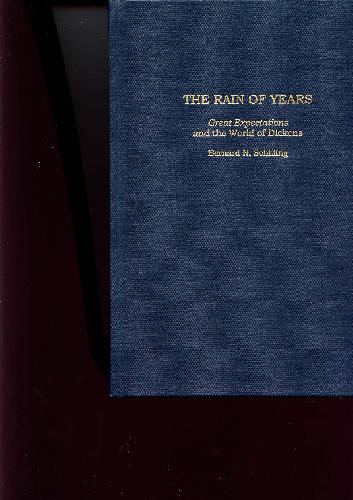 THE RAIN OF YEARS
Great Expectations
and the World of Dickens
Bernard N. Schilling